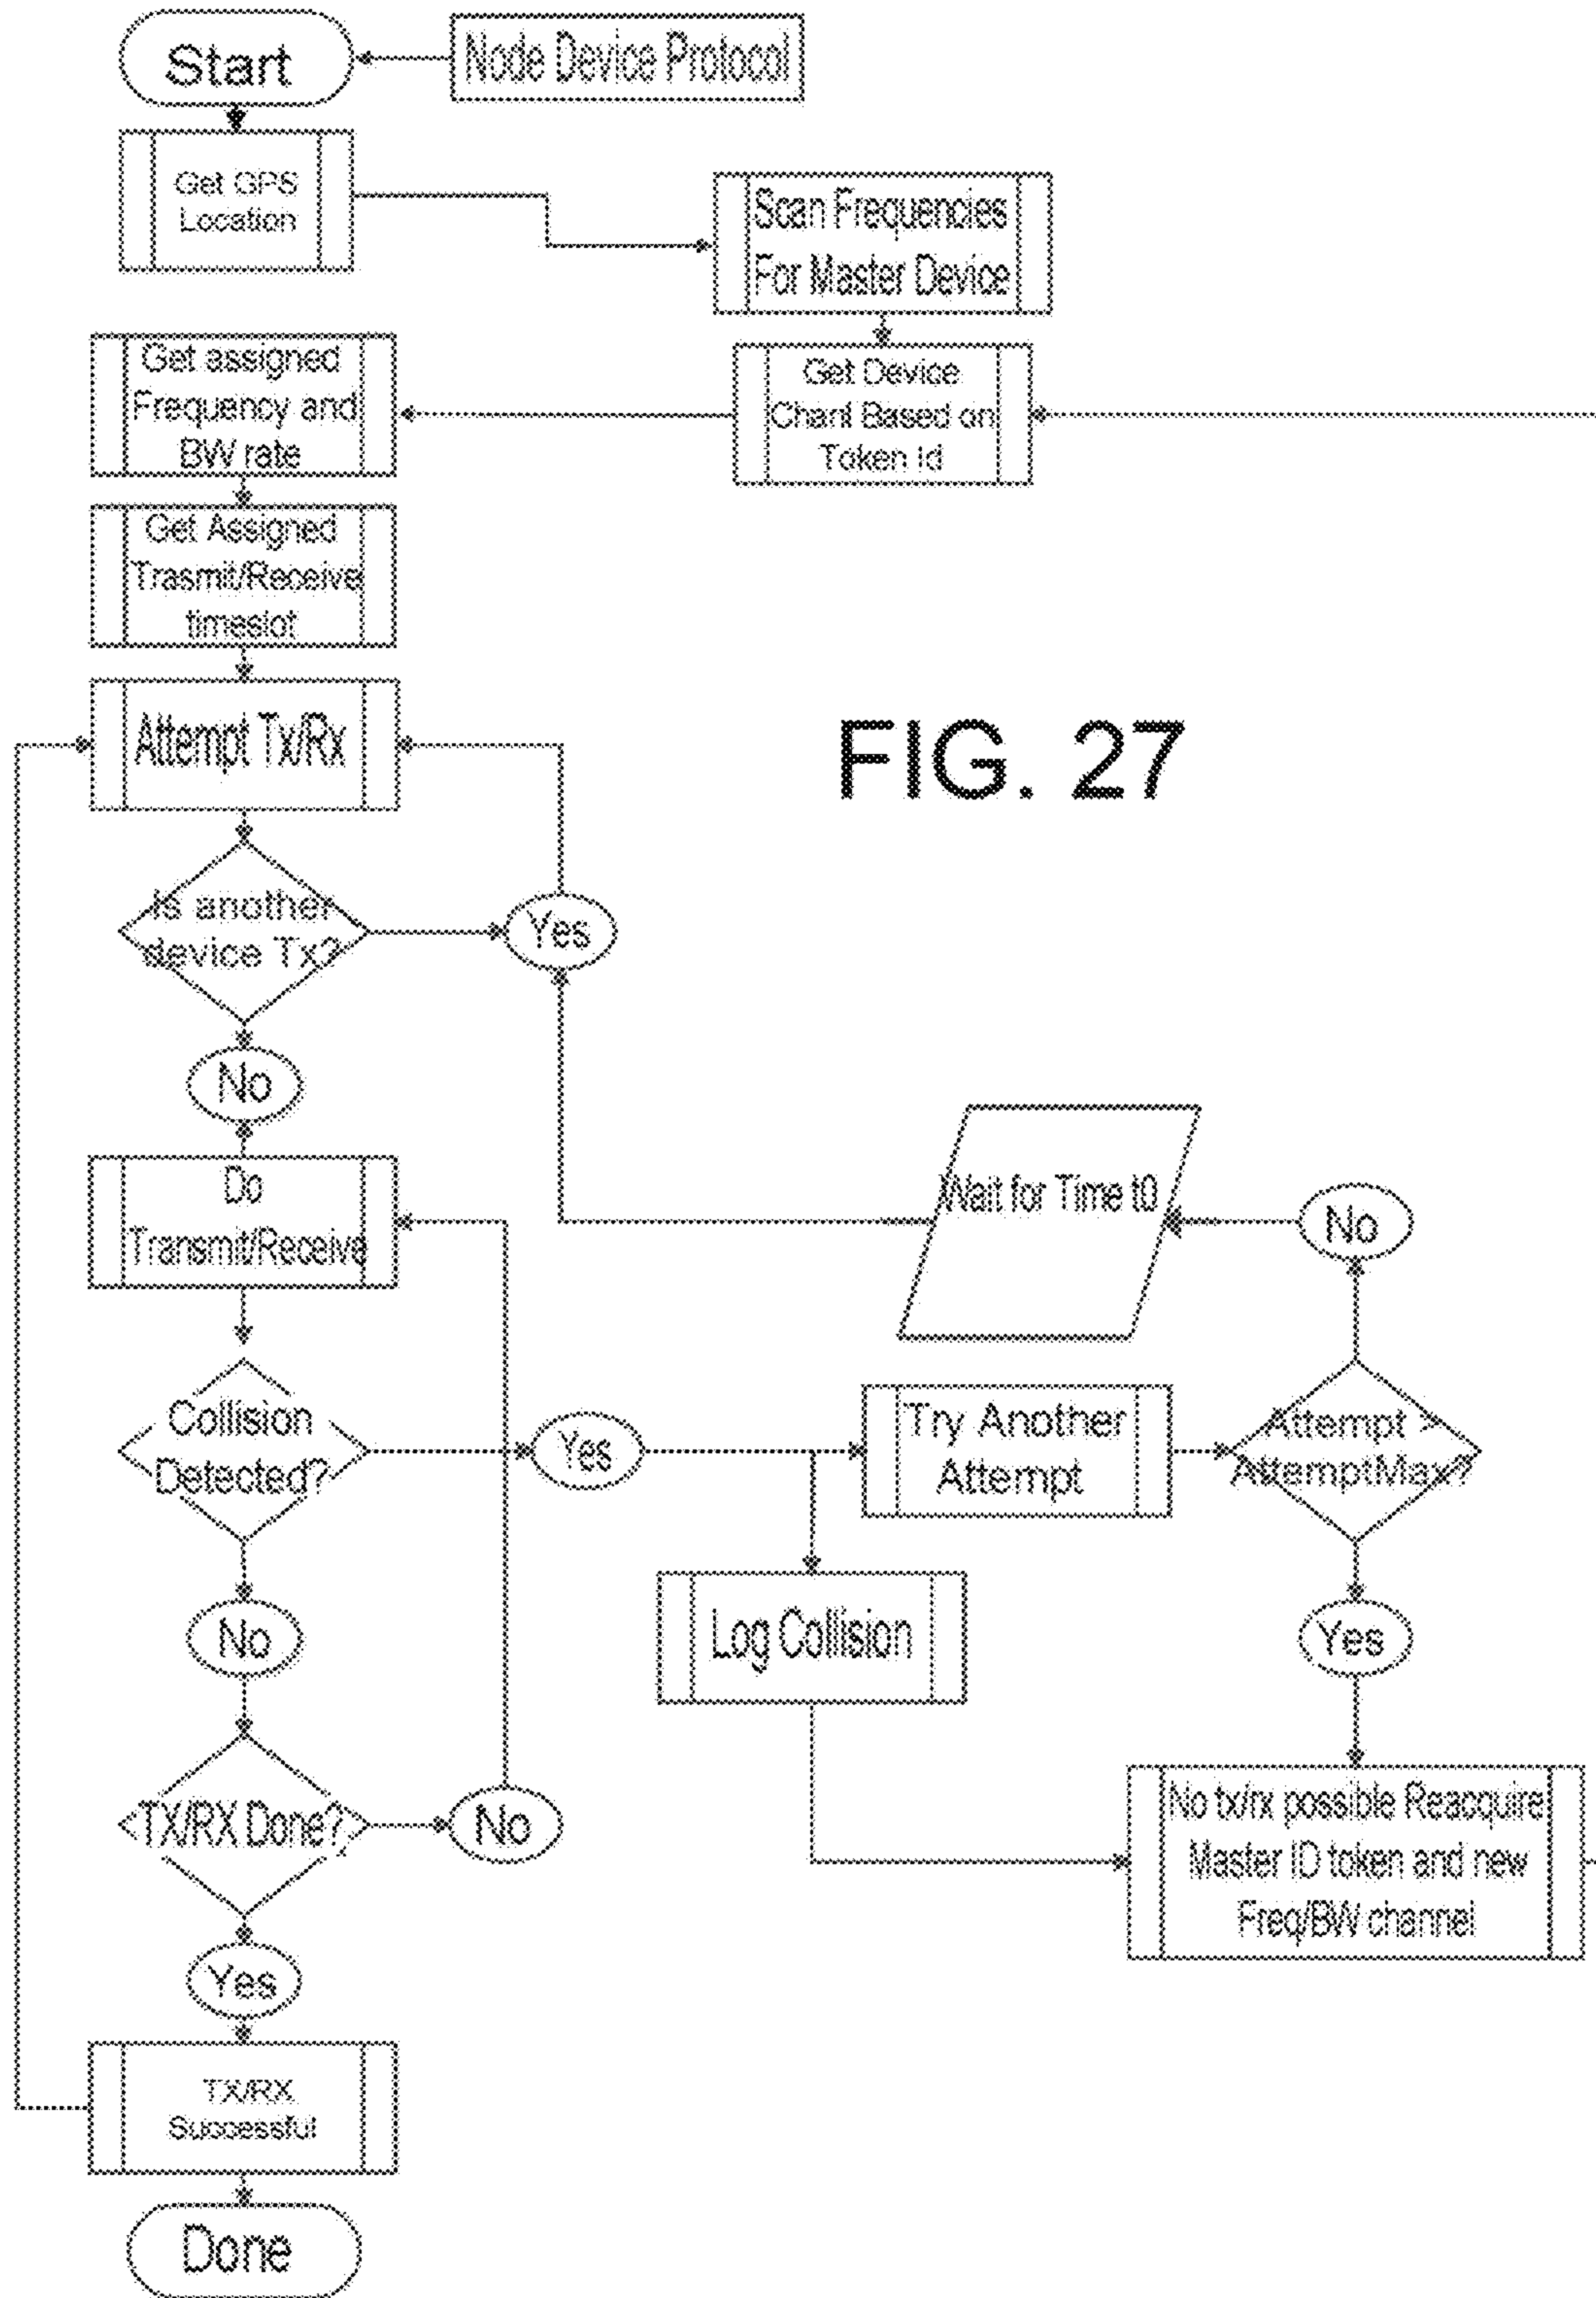 Start
Node Device Protocol
Get GPS
Location
Scan Frequencies
For Master Device
Get assigned
Frequency and
BW rate
Get Device
Chanl Based on
Token Id
Get Assigned
Trasmit/Receive
timeslot
Attempt Tx/Rx
FIG. 27
Is another
device Tx?
Yes
No
Do
Transmit/Receive
Wait for Time t0
No
Collision
Detected?
Yes
Try Another
Attempt
Attempt >
AttemptMax?
No
Log Collision
Yes
TX/RX Done?
No
No tx/rx possible Reacquire
Master ID token and new
Freq/BW channel
Yes
TX/RX
Successful
Done